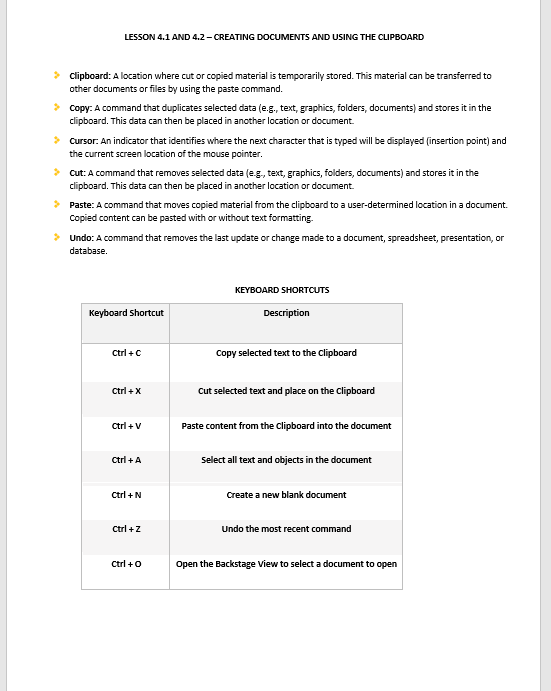 LESSON 4.1 AND 4.2 – CREATING DOCUMENTS AND USING THE CLIPBOARD
Clipboard: A location where cut or copied material is temporarily stored. This material can be transferred to
other documents or files by using the paste command.
Copy: A command that duplicates selected data (e.g., text, graphics, folders, documents) and stores it in the
clipboard. This data can then be placed in another location or document.
Cursor: An indicator that identifies where the next character that is typed will be displayed (insertion point) and
the current screen location of the mouse pointer.
Cut: A command that removes selected data (e.g., text, graphics, folders, documents) and stores it in the
clipboard. This data can then be placed in another location or document.
Paste: A command that moves copied material from the clipboard to a user-determined location in a document.
Copied content can be pasted with or without text formatting.
Undo: A command that removes the last update or change made to a document, spreadsheet, presentation, or
database.
KEYBOARD SHORTCUTS
Keyboard Shortcut Description
Ctrl + C Copy selected text to the Clipboard
Ctrl + X Cut selected text and place on the Clipboard
Ctrl + V Paste content from the Clipboard into the document
Ctrl + A Select all text and objects in the document
Ctrl + N Create a new blank document
Ctrl + Z Undo the most recent command
Ctrl + O Open the Backstage View to select a document to open